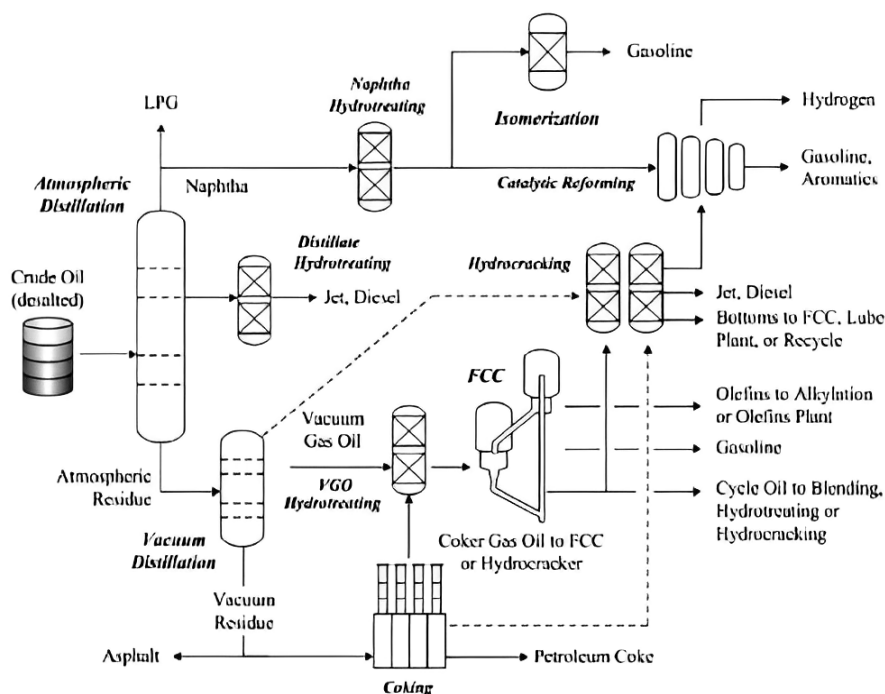 Gasoline
Naphtha
Hydrotreating
LPG
Isomerization
Hydrogen
Gasoline,
Aromatics
Catalytic Reforming
Naphtha
Atmospheric
Distillation
Distillate
Hydrotreating
Hydrocracking
Crude Oil
(desalted)
Jet, Diesel
Jet, Diesel
Bottoms to FCC, Lube
Plant, or Recycle
FCC
Olefins to Alkylation
or Olefins Plant
Vacuum
Gas Oil
Gasoline
Atmospheric
Residue
VGO
Hydrotreating
Cycle Oil to Blending,
Hydrotreating or
Hydrocracking
Vacuum
Distillation
Coker Gas Oil to FCC
or Hydrocracker
Vacuum
Residue
Asphalt
Petroleum Coke
Coking